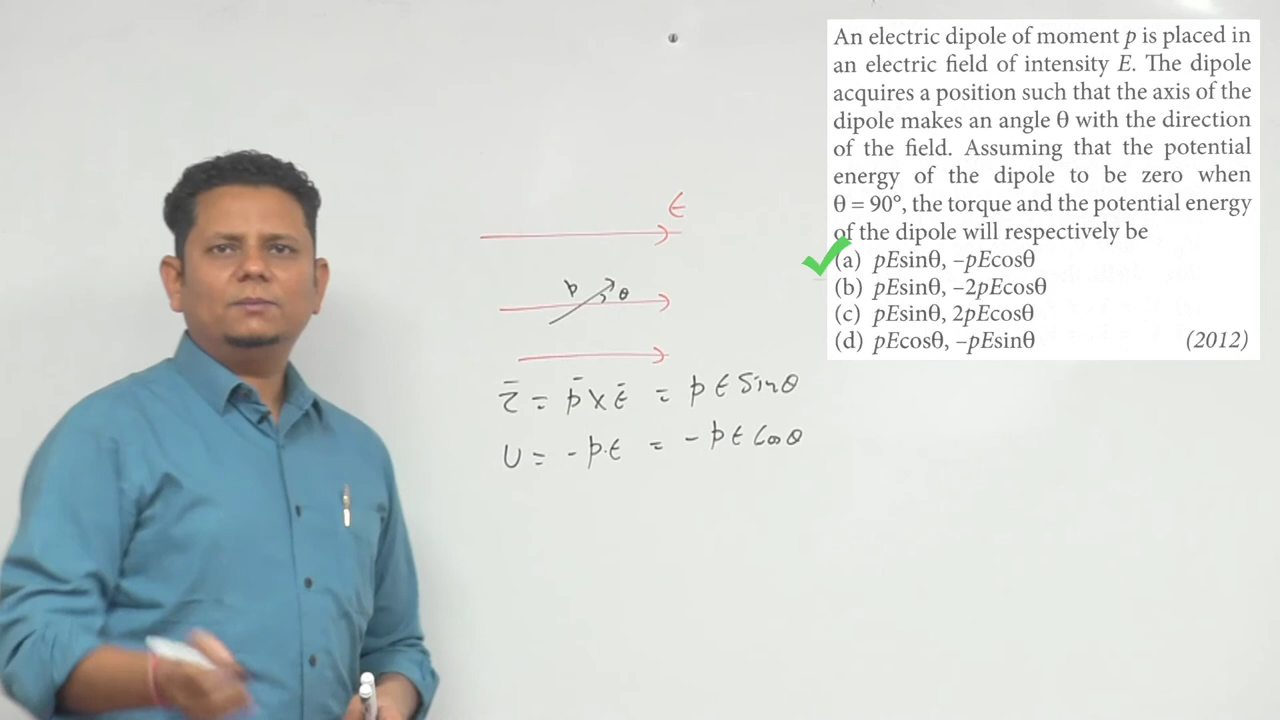 An electric dipole of moment p is placed in
an electric field of intensity E. The dipole
acquires a position such that the axis of the
dipole makes an angle θ with the direction
of the field. Assuming that the potential
energy of the dipole to be zero when
θ = 90°, the torque and the potential energy
of the dipole will respectively be
(a) pEsinθ, –pEcosθ
(b) pEsinθ, –2pEcosθ
(c) pEsinθ, 2pEcosθ
(d) pEcosθ, –pEsinθ (2012)
E
p θ
τ̄ = p̄ × Ē = pE Sinθ
U = -p.E = -pE Cosθ